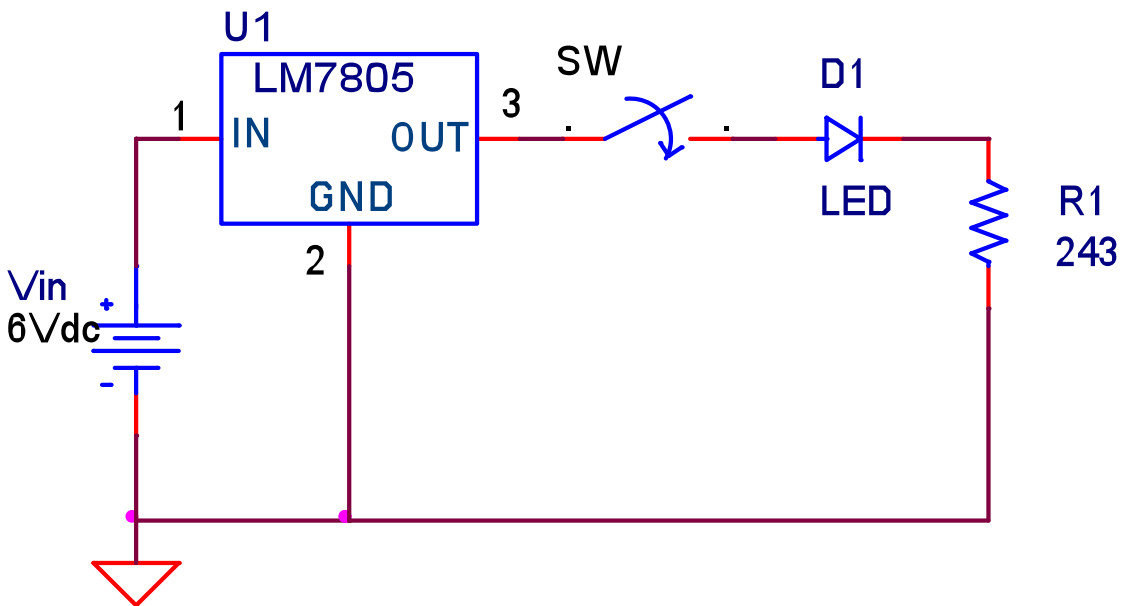 U1
LM7805
SW
D1
1
IN
OUT
3
GND
2
LED
R1
243
Vin
6Vdc
+
-